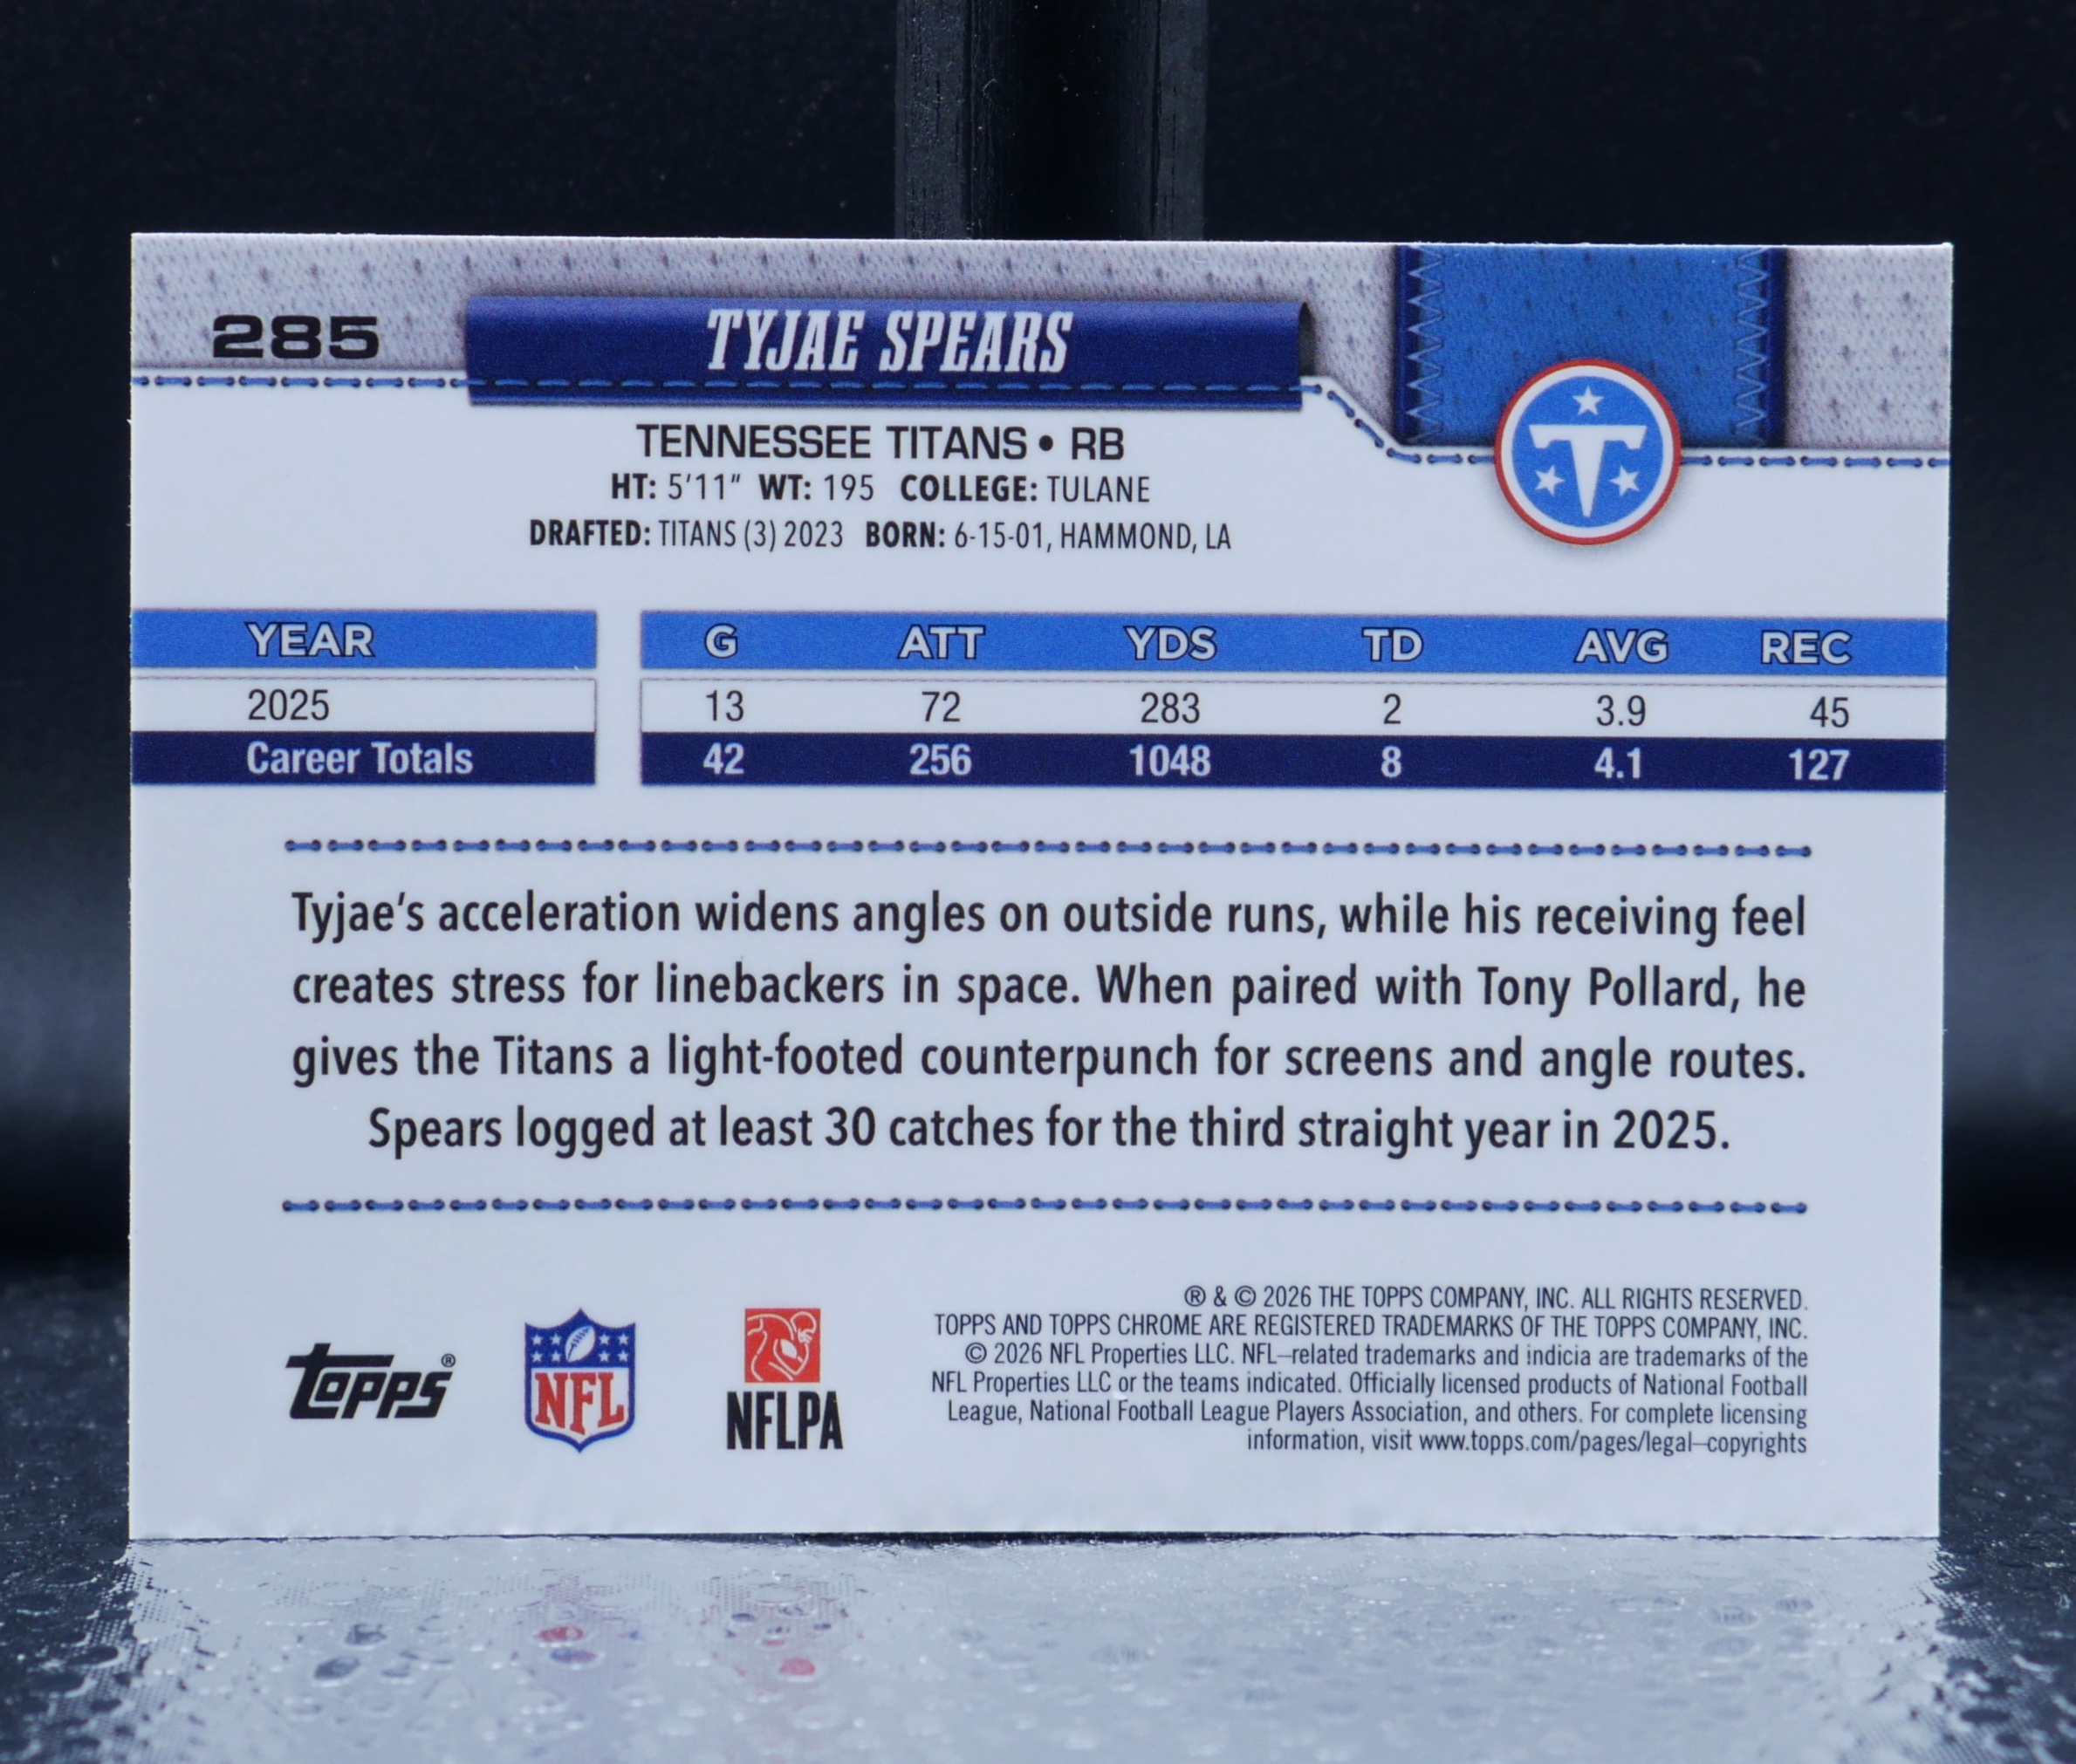 285
TYJAE SPEARS
TENNESSEE TITANS • RB
HT: 5'11" WT: 195 COLLEGE: TULANE
DRAFTED: TITANS (3) 2023 BORN: 6-15-01, HAMMOND, LA
T
YEAR G ATT YDS TD AVG REC
2025 13 72 283 2 3.9 45
Career Totals 42 256 1048 8 4.1 127
Tyjae's acceleration widens angles on outside runs, while his receiving feel
creates stress for linebackers in space. When paired with Tony Pollard, he
gives the Titans a light-footed counterpunch for screens and angle routes.
Spears logged at least 30 catches for the third straight year in 2025.
topps®
NFL
NFLPA
® & © 2026 THE TOPPS COMPANY, INC. ALL RIGHTS RESERVED.
TOPPS AND TOPPS CHROME ARE REGISTERED TRADEMARKS OF THE TOPPS COMPANY, INC.
© 2026 NFL Properties LLC. NFL–related trademarks and indicia are trademarks of the
NFL Properties LLC or the teams indicated. Officially licensed products of National Football
League, National Football League Players Association, and others. For complete licensing
information, visit www.topps.com/pages/legal–copyrights